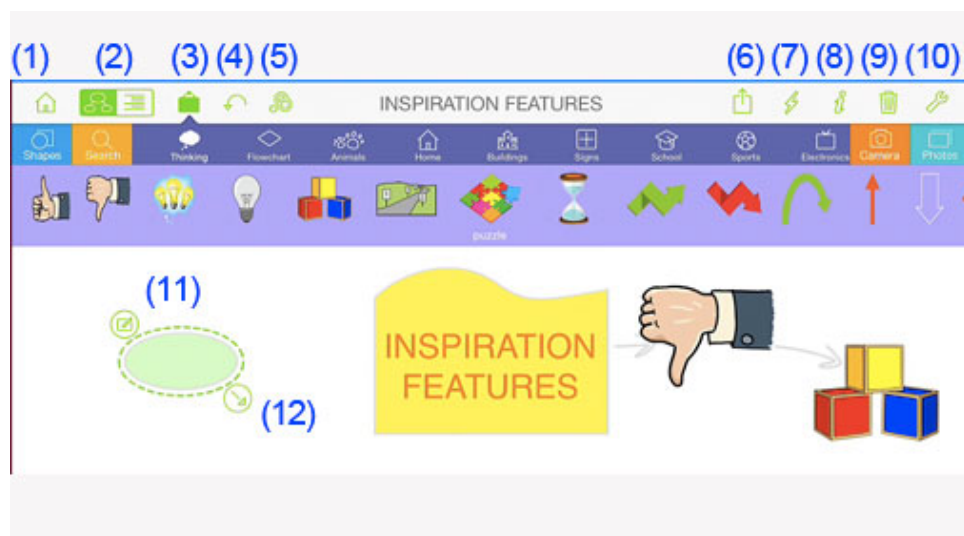 (1) (2) (3) (4) (5) (6) (7) (8) (9) (10)
INSPIRATION FEATURES
Shapes Search Thinking Flowchart Animals Home Buildings Signs School Sports Electronics Camera Photos
puzzle
(11)
INSPIRATION
FEATURES
(12)